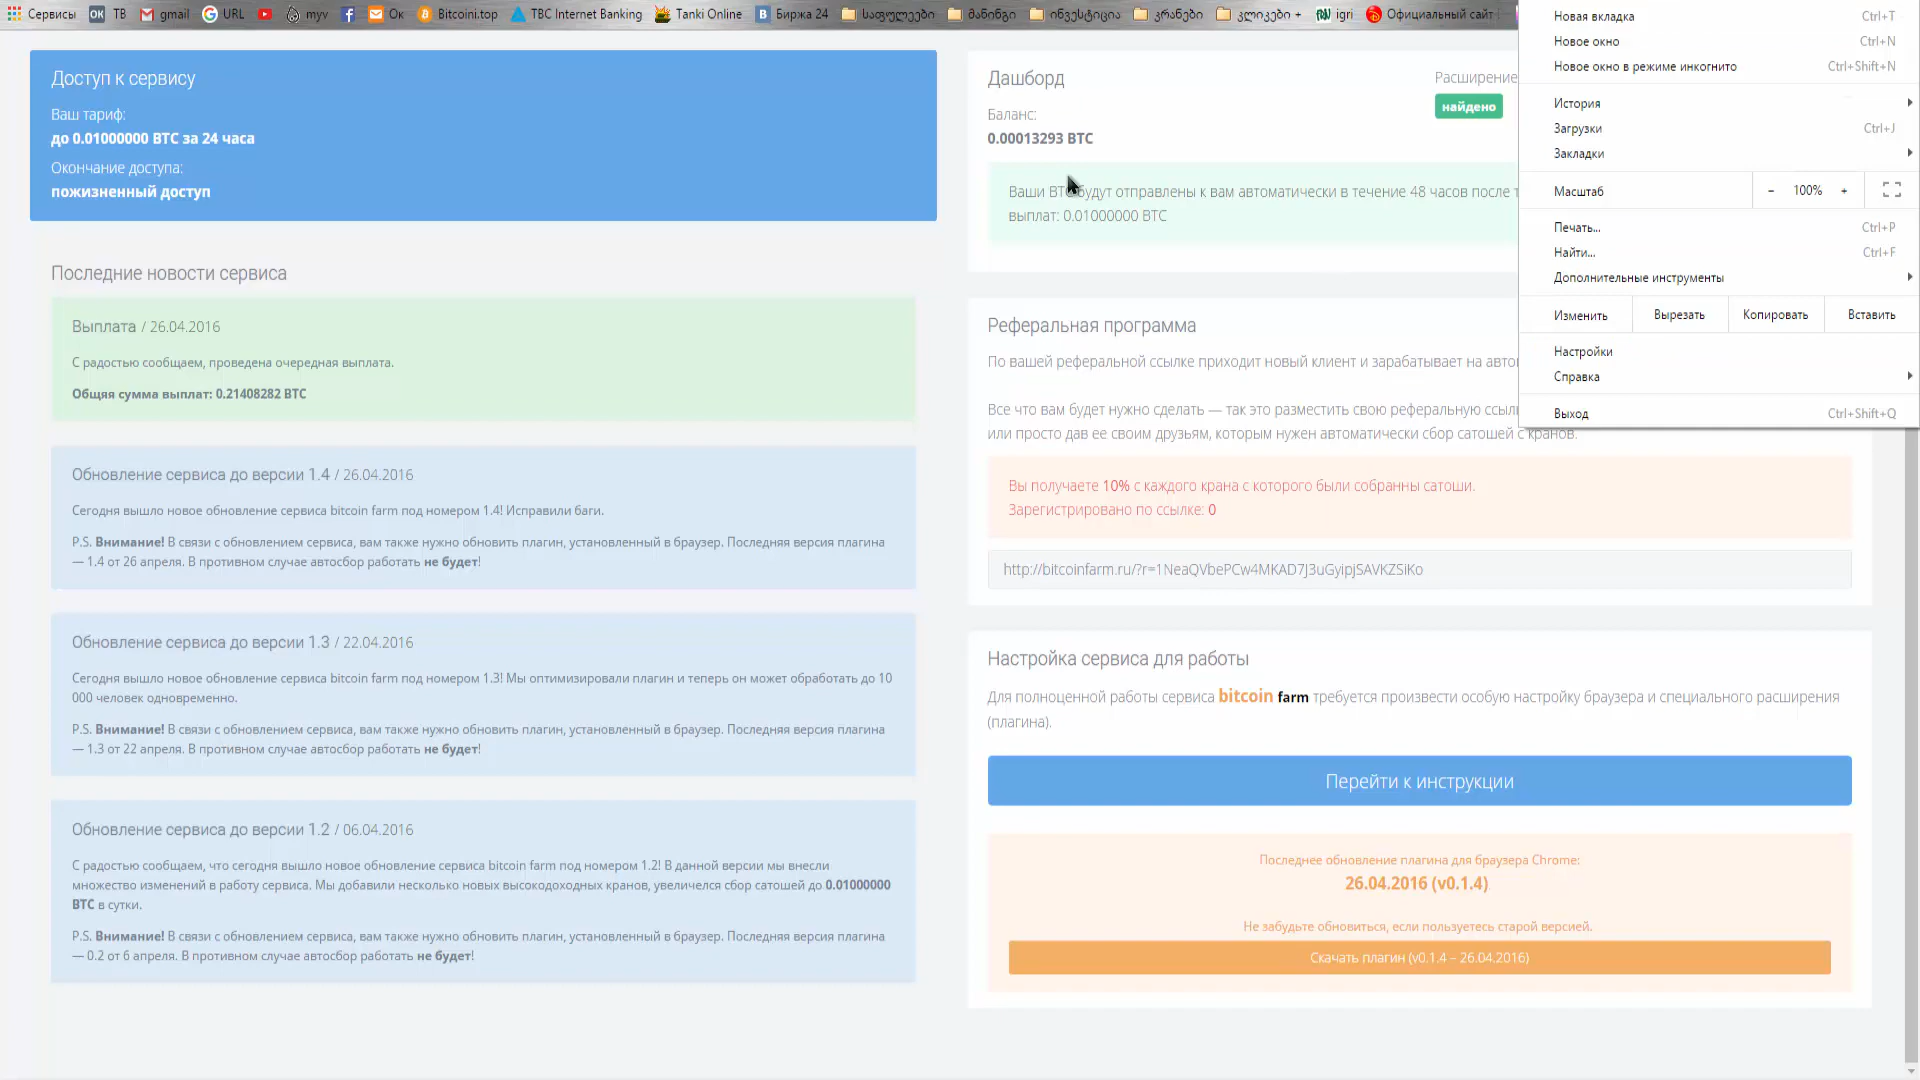 Сервисы ТВ gmail URL myv Ок Bitcoini.top TBC Internet Banking Tanki Online Биржа 24 საფულეები მანინგი ინვესტიცია კრანები კლიკები + igri Официальный сайт
Доступ к сервису
Ваш тариф:
до 0.01000000 BTC за 24 часа
Окончание доступа:
пожизненный доступ
Последние новости сервиса
Выплата / 26.04.2016
С радостью сообщаем, проведена очередная выплата.
Общяя сумма выплат: 0.21408282 BTC
Обновление сервиса до версии 1.4 / 26.04.2016
Сегодня вышло новое обновление сервиса bitcoin farm под номером 1.4! Исправили баги.
P.S. Внимание! В связи с обновлением сервиса, вам также нужно обновить плагин, установленный в браузер. Последняя версия плагина
— 1.4 от 26 апреля. В противном случае автосбор работать не будет!
Обновление сервиса до версии 1.3 / 22.04.2016
Сегодня вышло новое обновление сервиса bitcoin farm под номером 1.3! Мы оптимизировали плагин и теперь он может обработать до 10
000 человек одновременно.
P.S. Внимание! В связи с обновлением сервиса, вам также нужно обновить плагин, установленный в браузер. Последняя версия плагина
— 1.3 от 22 апреля. В противном случае автосбор работать не будет!
Обновление сервиса до версии 1.2 / 06.04.2016
С радостью сообщаем, что сегодня вышло новое обновление сервиса bitcoin farm под номером 1.2! В данной версии мы внесли
множество изменений в работу сервиса. Мы добавили несколько новых высокодоходных кранов, увеличелся сбор сатошей до 0.01000000
BTC в сутки.
P.S. Внимание! В связи с обновлением сервиса, вам также нужно обновить плагин, установленный в браузер. Последняя версия плагина
— 0.2 от 6 апреля. В противном случае автосбор работать не будет!
Дашборд
Расширение
найдено
Баланс:
0.00013293 BTC
Ваши BTC будут отправлены к вам автоматически в течение 48 часов после
выплат: 0.01000000 BTC
Реферальная программа
По вашей реферальной ссылке приходит новый клиент и зарабатывает на
Все что вам будет нужно сделать — так это разместить свою реферальную
или просто дав ее своим друзьям, которым нужен автоматически сбор сатошей с кранов.
Вы получаете 10% с каждого крана с которого были собранны сатоши.
Зарегистрировано по ссылке: 0
http://bitcoinfarm.ru/?r=1NeaQVbePCw4MKAD7J3uGyipjSAVKZSiKo
Настройка сервиса для работы
Для полноценной работы сервиса bitcoin farm требуется произвести особую настройку браузера и специального расширения
(плагина).
Перейти к инструкции
Последнее обновление плагина для браузера Chrome:
26.04.2016 (v0.1.4)
Не забудьте обновиться, если пользуетесь старой версией.
Скачать плагин (v0.1.4 – 26.04.2016)
Новая вкладка Ctrl+T
Новое окно Ctrl+N
Новое окно в режиме инкогнито Ctrl+Shift+N
История
Загрузки Ctrl+J
Закладки
Масштаб - 100% +
Печать... Ctrl+P
Найти... Ctrl+F
Дополнительные инструменты
Изменить Вырезать Копировать Вставить
Настройки
Справка
Выход Ctrl+Shift+Q